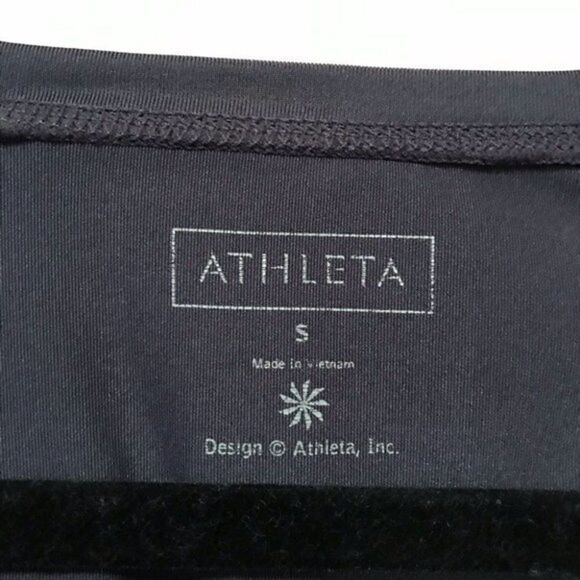 ATHLETA
S
Made in Vietnam
Design © Athleta, Inc.